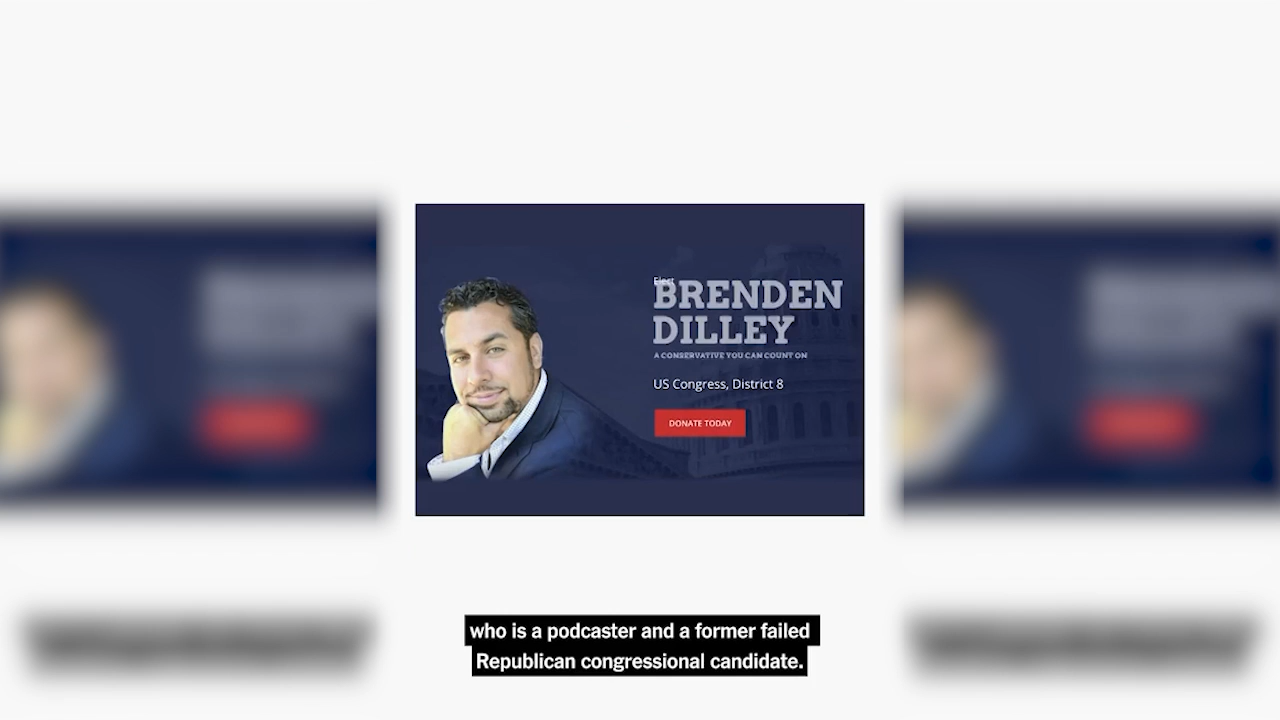 Elect
BRENDEN
DILLEY
A CONSERVATIVE YOU CAN COUNT ON
US Congress, District 8
DONATE TODAY
who is a podcaster and a former failed
Republican congressional candidate.